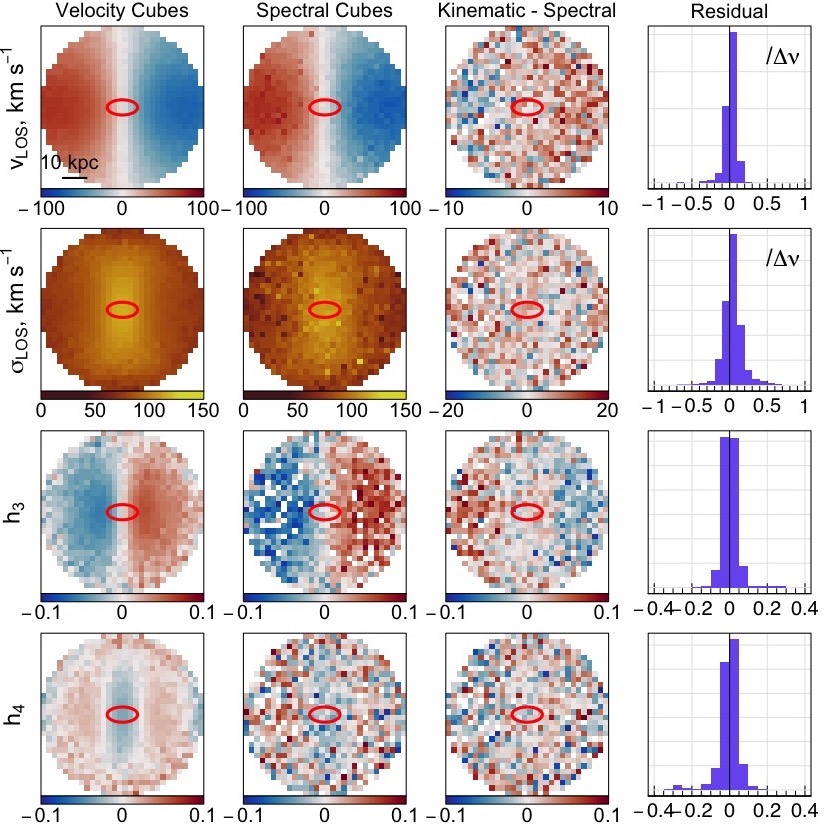 Velocity Cubes Spectral Cubes Kinematic - Spectral Residual
v_LOS, km s⁻¹
10 kpc
/Δν
−100 0 100 −100 0 100 −10 0 10 −1 −0.5 0 0.5 1
σ_LOS, km s⁻¹
/Δν
0 50 100 150 0 50 100 150 −20 0 20 −1 −0.5 0 0.5 1
h₃
−0.1 0 0.1 −0.1 0 0.1 −0.1 0 0.1 −0.4 −0.2 0 0.2 0.4
h₄
−0.1 0 0.1 −0.1 0 0.1 −0.1 0 0.1 −0.4 −0.2 0 0.2 0.4